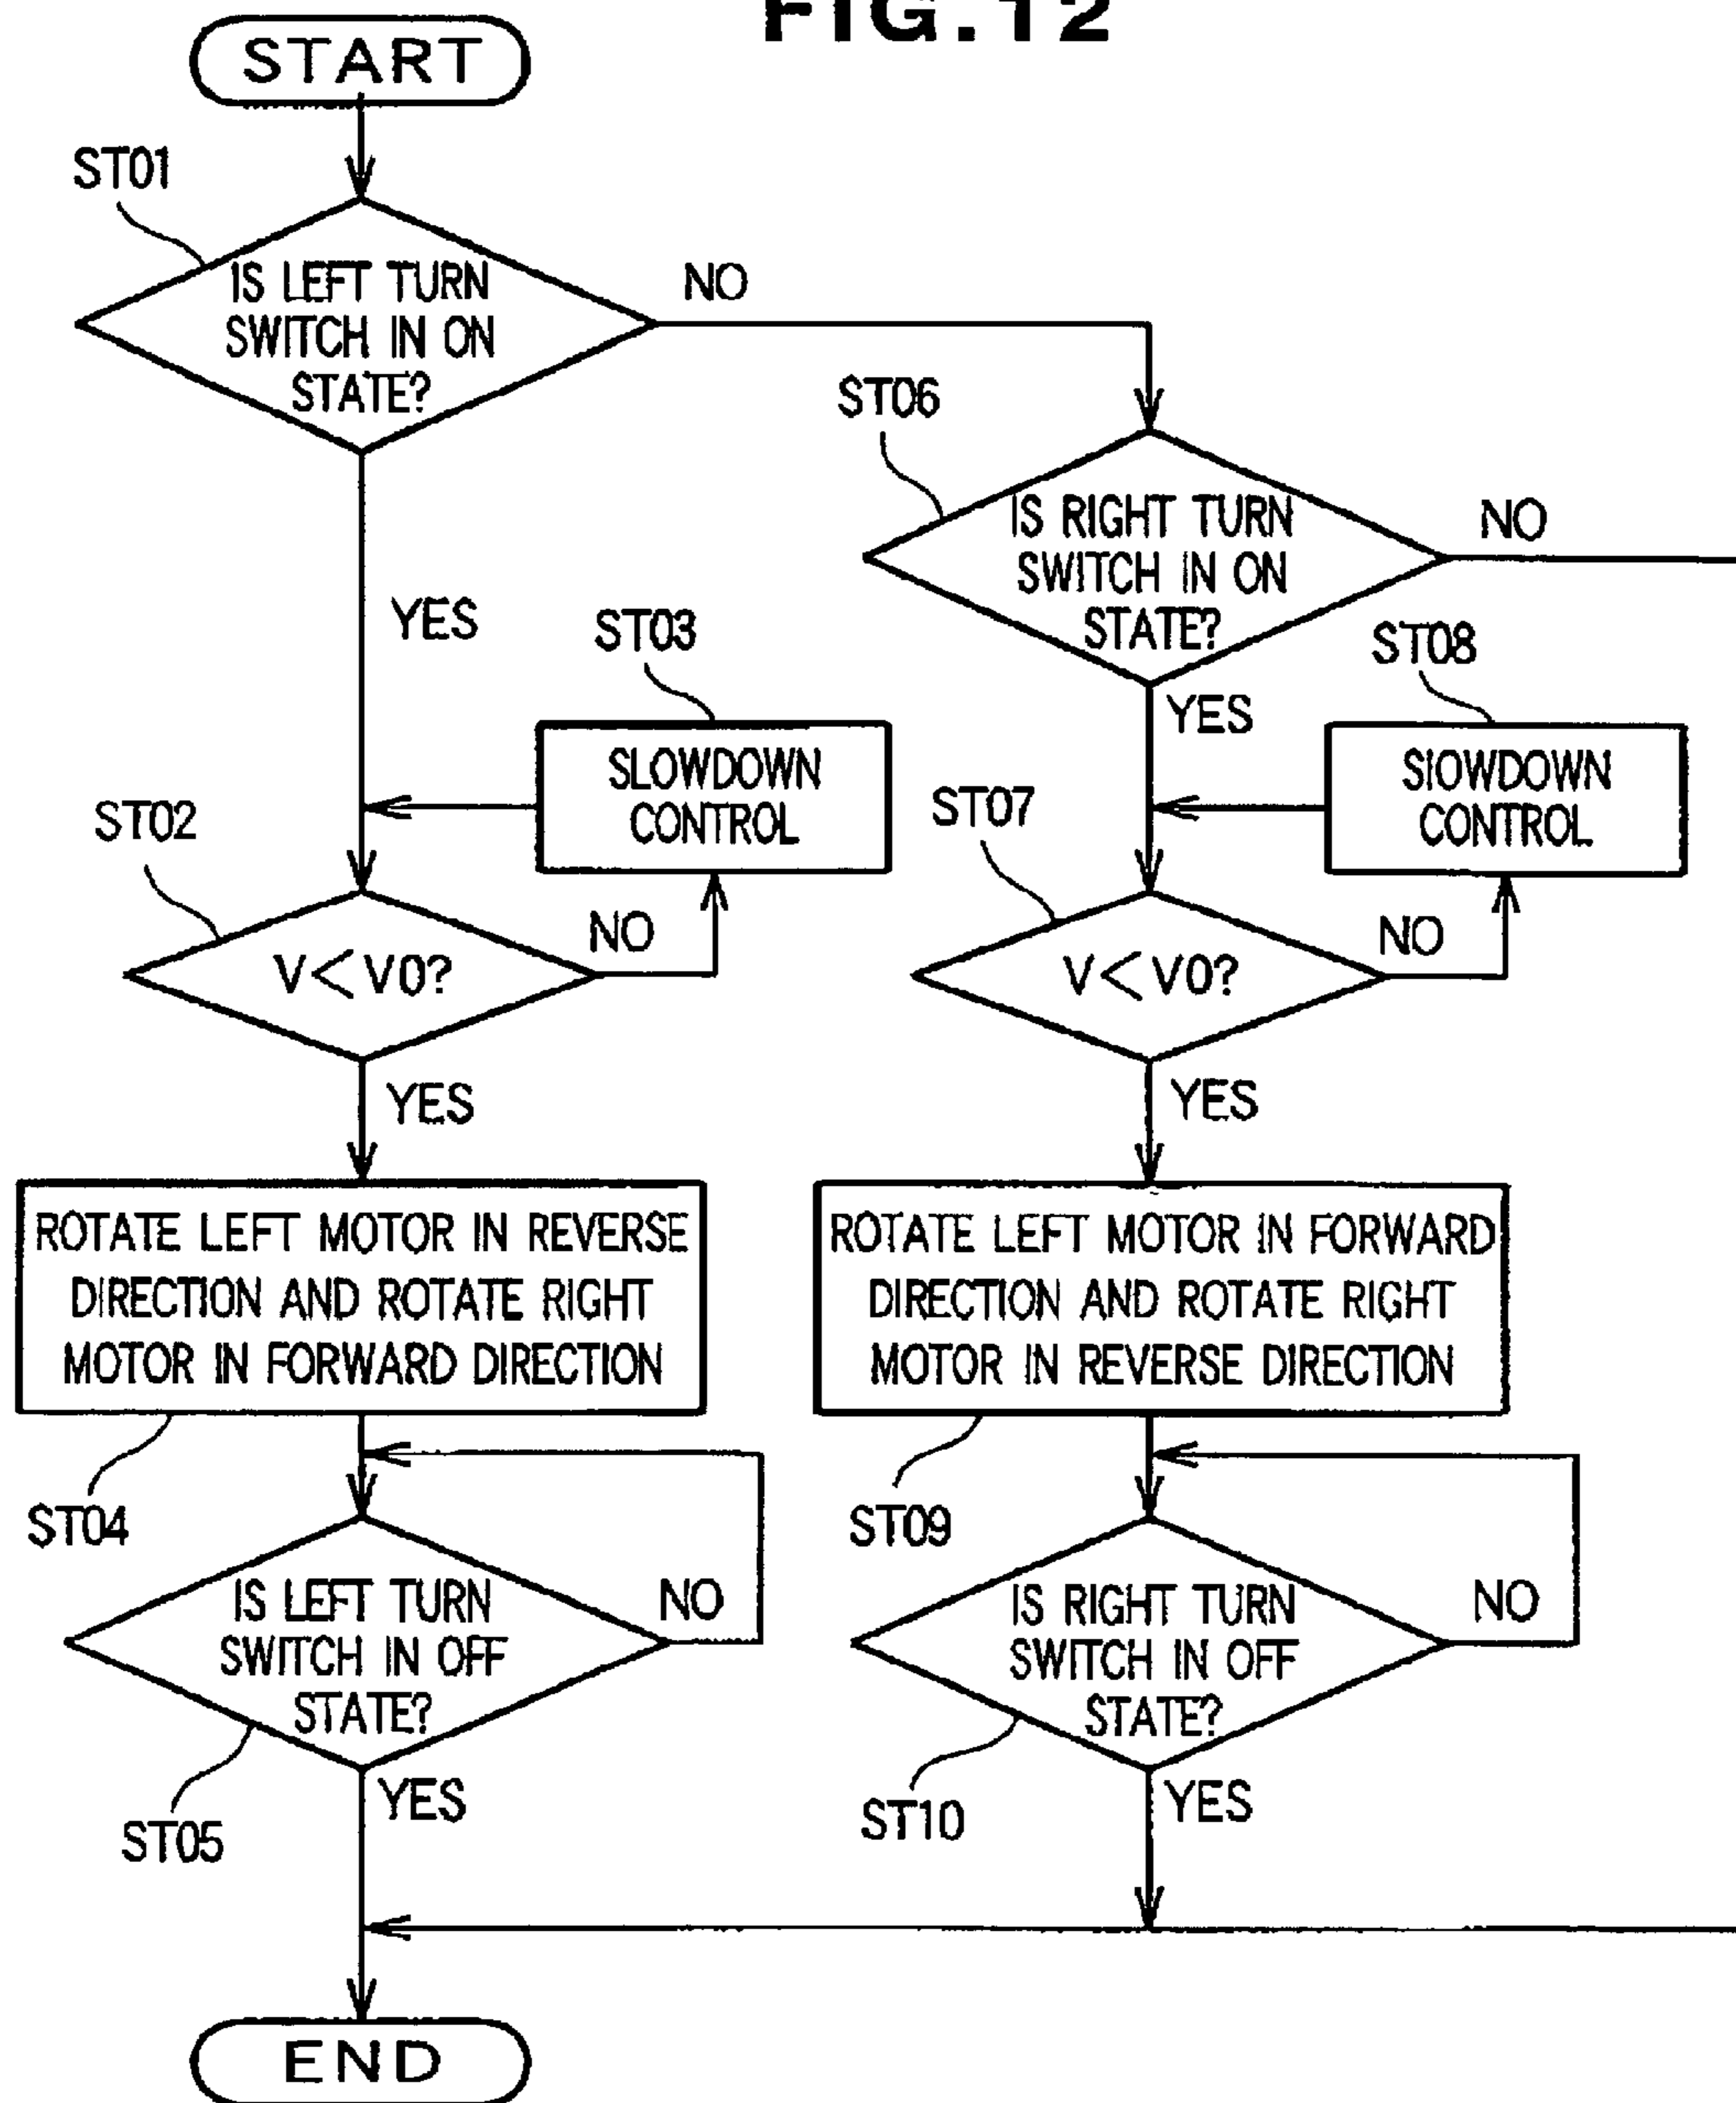 FIG.12
START
ST01
IS LEFT TURN
SWITCH IN ON
STATE?
NO
YES
ST06
IS RIGHT TURN
SWITCH IN ON
STATE?
NO
YES
ST03
SLOWDOWN
CONTROL
ST08
SIOWDOWN
CONTROL
ST02
V<V0?
NO
YES
ST07
V<V0?
NO
YES
ROTATE LEFT MOTOR IN REVERSE
DIRECTION AND ROTATE RIGHT
MOTOR IN FORWARD DIRECTION
ST04
ROTATE LEFT MOTOR IN FORWARD
DIRECTION AND ROTATE RIGHT
MOTOR IN REVERSE DIRECTION
ST09
IS LEFT TURN
SWITCH IN OFF
STATE?
NO
YES
ST05
IS RIGHT TURN
SWITCH IN OFF
STATE?
NO
YES
ST10
END